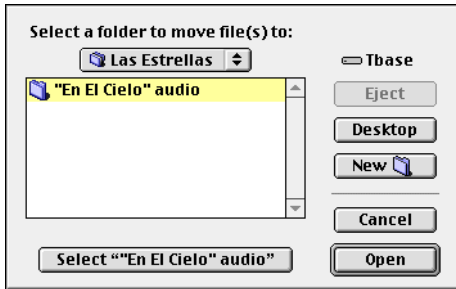 Select a folder to move file(s) to:
Las Estrellas
Tbase
"En El Cielo" audio
Eject
Desktop
New
Cancel
Select “"En El Cielo" audio”
Open